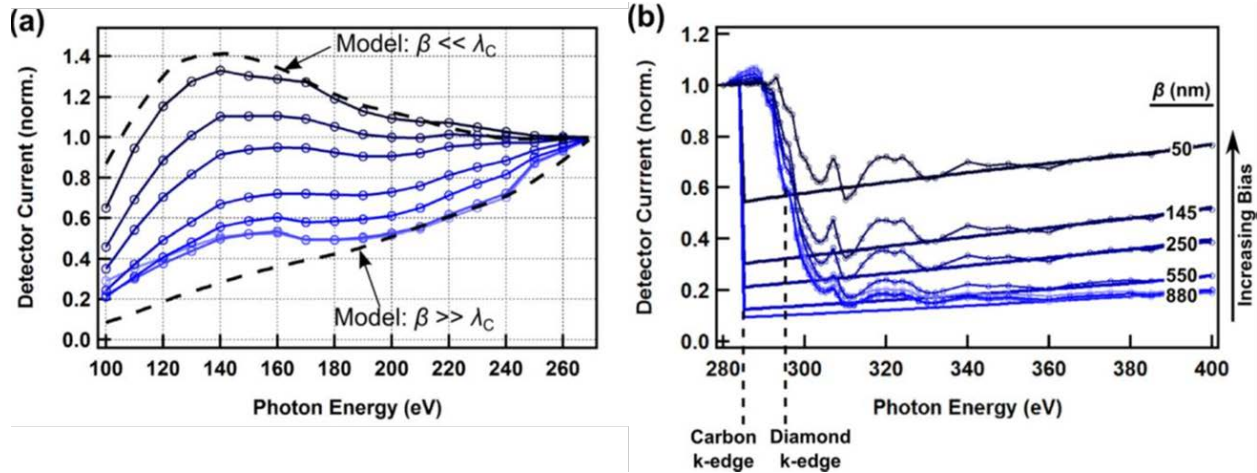 (a)
Model: β << λC
Detector Current (norm.)
1.4
1.2
1.0
0.8
0.6
0.4
0.2
0.0
Model: β >> λC
100 120 140 160 180 200 220 240 260
Photon Energy (eV)
(b)
Detector Currrent (norm.)
1.2
1.0
0.8
0.6
0.4
0.2
0.0
β (nm)
50
145
250
550
880
Increasing Bias
280 300 320 340 360 380 400
Photon Energy (eV)
Carbon
k-edge
Diamond
k-edge